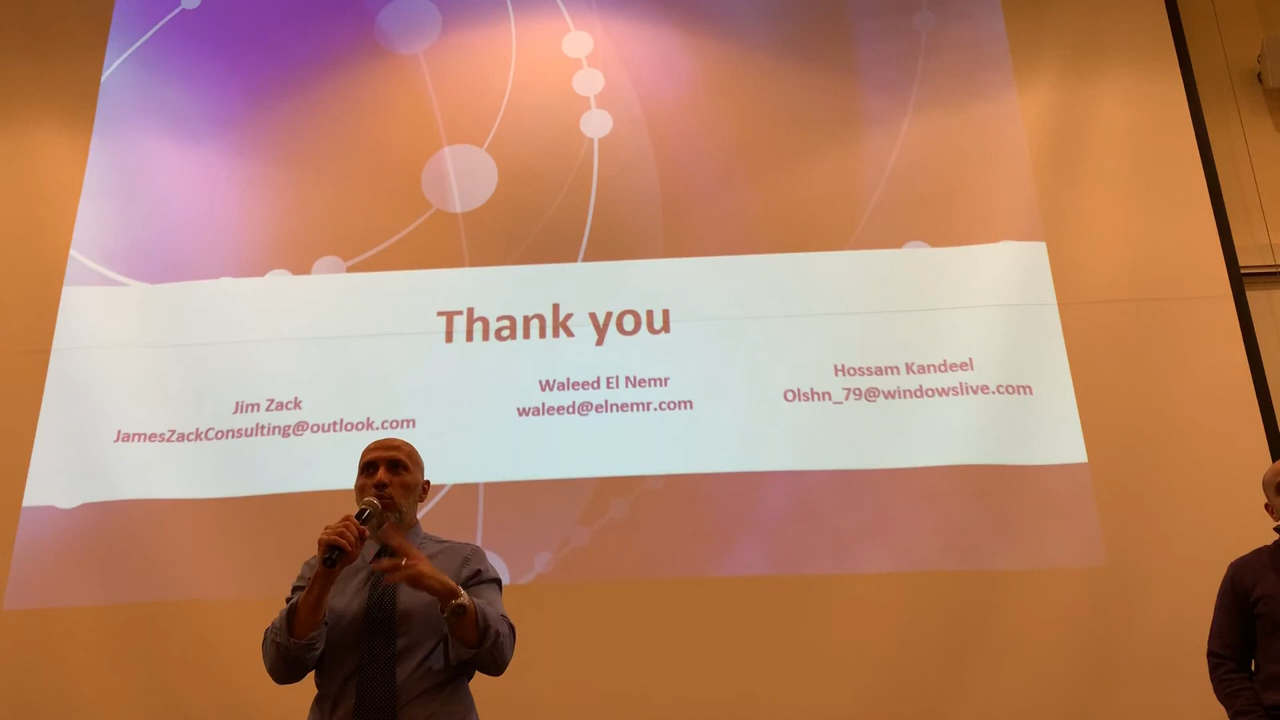 Thank you
Jim Zack
JamesZackConsulting@outlook.com
Waleed El Nemr
waleed@elnemr.com
Hossam Kandeel
Olshn_79@windowslive.com